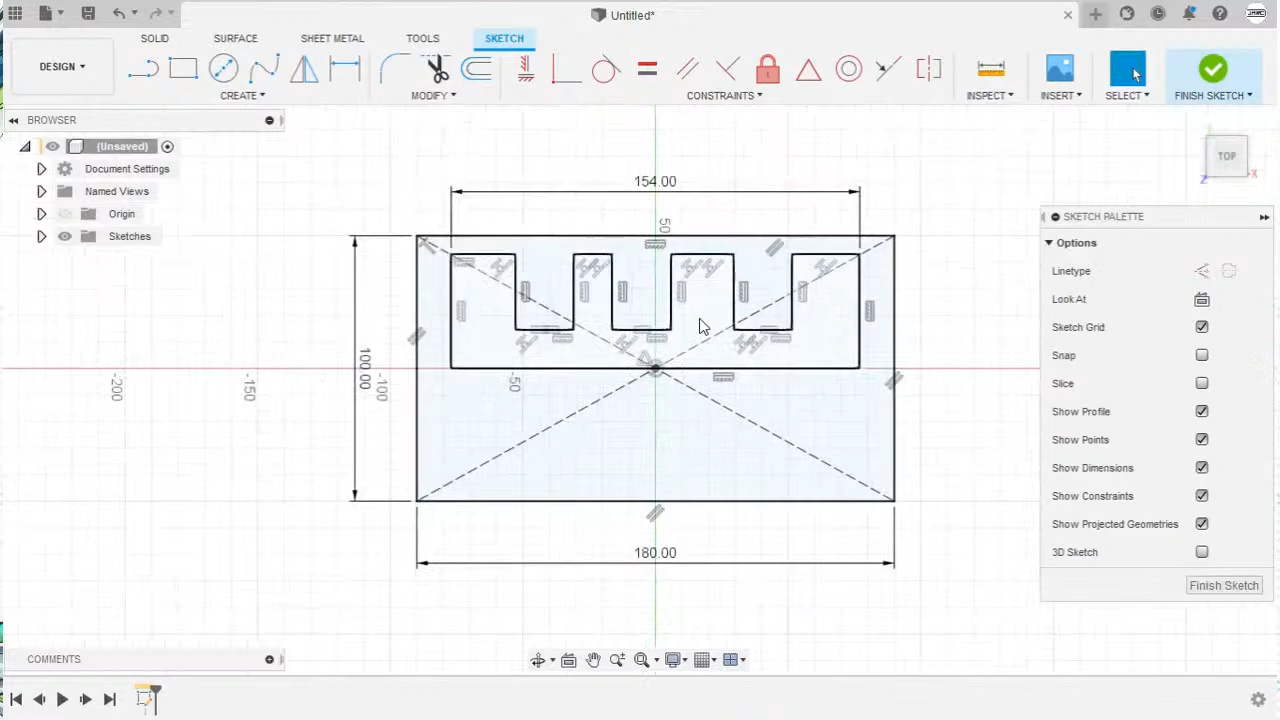 Untitled*
SOLID SURFACE SHEET METAL TOOLS SKETCH
DESIGN
CREATE MODIFY CONSTRAINTS INSPECT INSERT SELECT FINISH SKETCH
BROWSER
(Unsaved)
Document Settings
Named Views
Origin
Sketches
TOP
X
Z
154.00
50
100.00
-200
-150
-100
-50
180.00
SKETCH PALETTE
Options
Linetype
Look At
Sketch Grid
Snap
Slice
Show Profile
Show Points
Show Dimensions
Show Constraints
Show Projected Geometries
3D Sketch
Finish Sketch
COMMENTS